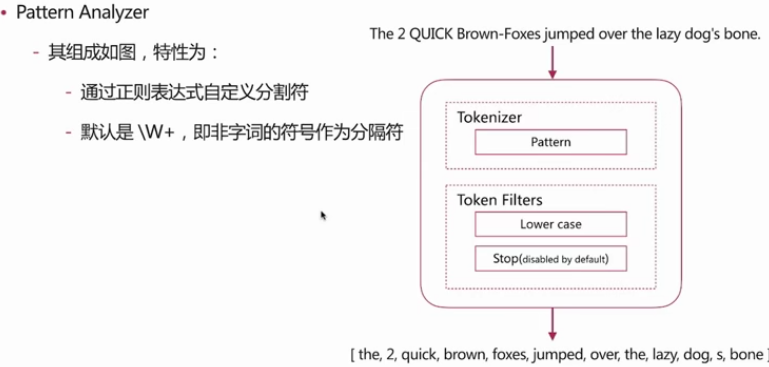 • Pattern Analyzer
- 其组成如图，特性为：
- 通过正则表达式自定义分割符
- 默认是 \W+，即非字词的符号作为分隔符
The 2 QUICK Brown-Foxes jumped over the lazy dog's bone.
Tokenizer
Pattern
Token Filters
Lower case
Stop(disabled by default)
[ the, 2, quick, brown, foxes, jumped, over, the, lazy, dog, s, bone ]